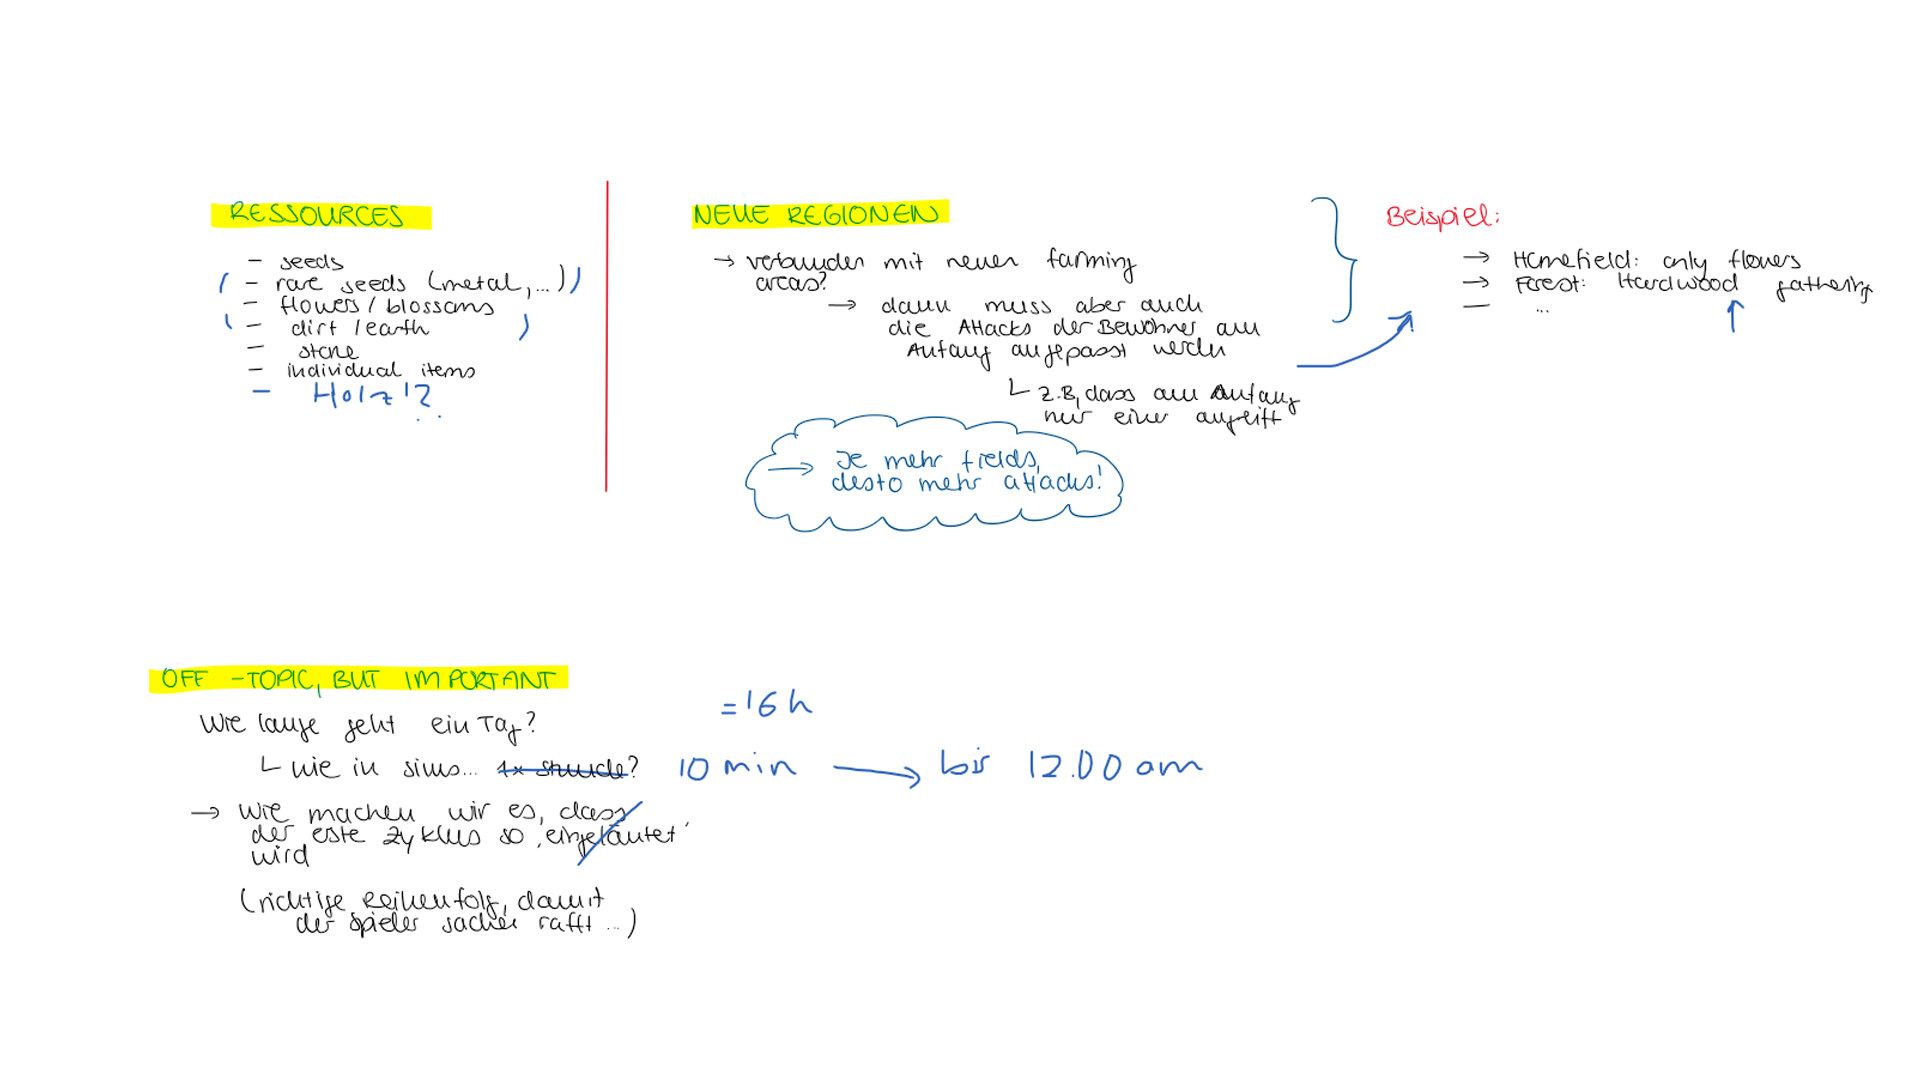 RESSOURCES
- seeds
( - rare seeds (metal, ...) )
- flowers / blossoms
( - dirt / earth )
- stone
- individual items
- Holz!?
NEUE REGIONEN
→ verbunden mit neuen farming
areas?
→ dann muss aber auch
die Attacks der Bewohner am
Anfang angepasst werden
└ z.B, dass am Anfang
nur einer angreift
→ Je mehr fields,
desto mehr attacks!
Beispiel:
→ Homefield: only flowers
→ Forest: Hardwood gathering
— ...
OFF -TOPIC, BUT IMPORTANT
Wie lange geht ein Tag?
= 16 h
└ wie in sims... 1x stunde? 10 min → bis 12.00 am
→ wie machen wir es, dass
der erste zyklus so ,eingeläutet'
wird
(richtige Reihenfolg, damit
der spieler sachen rafft ...)